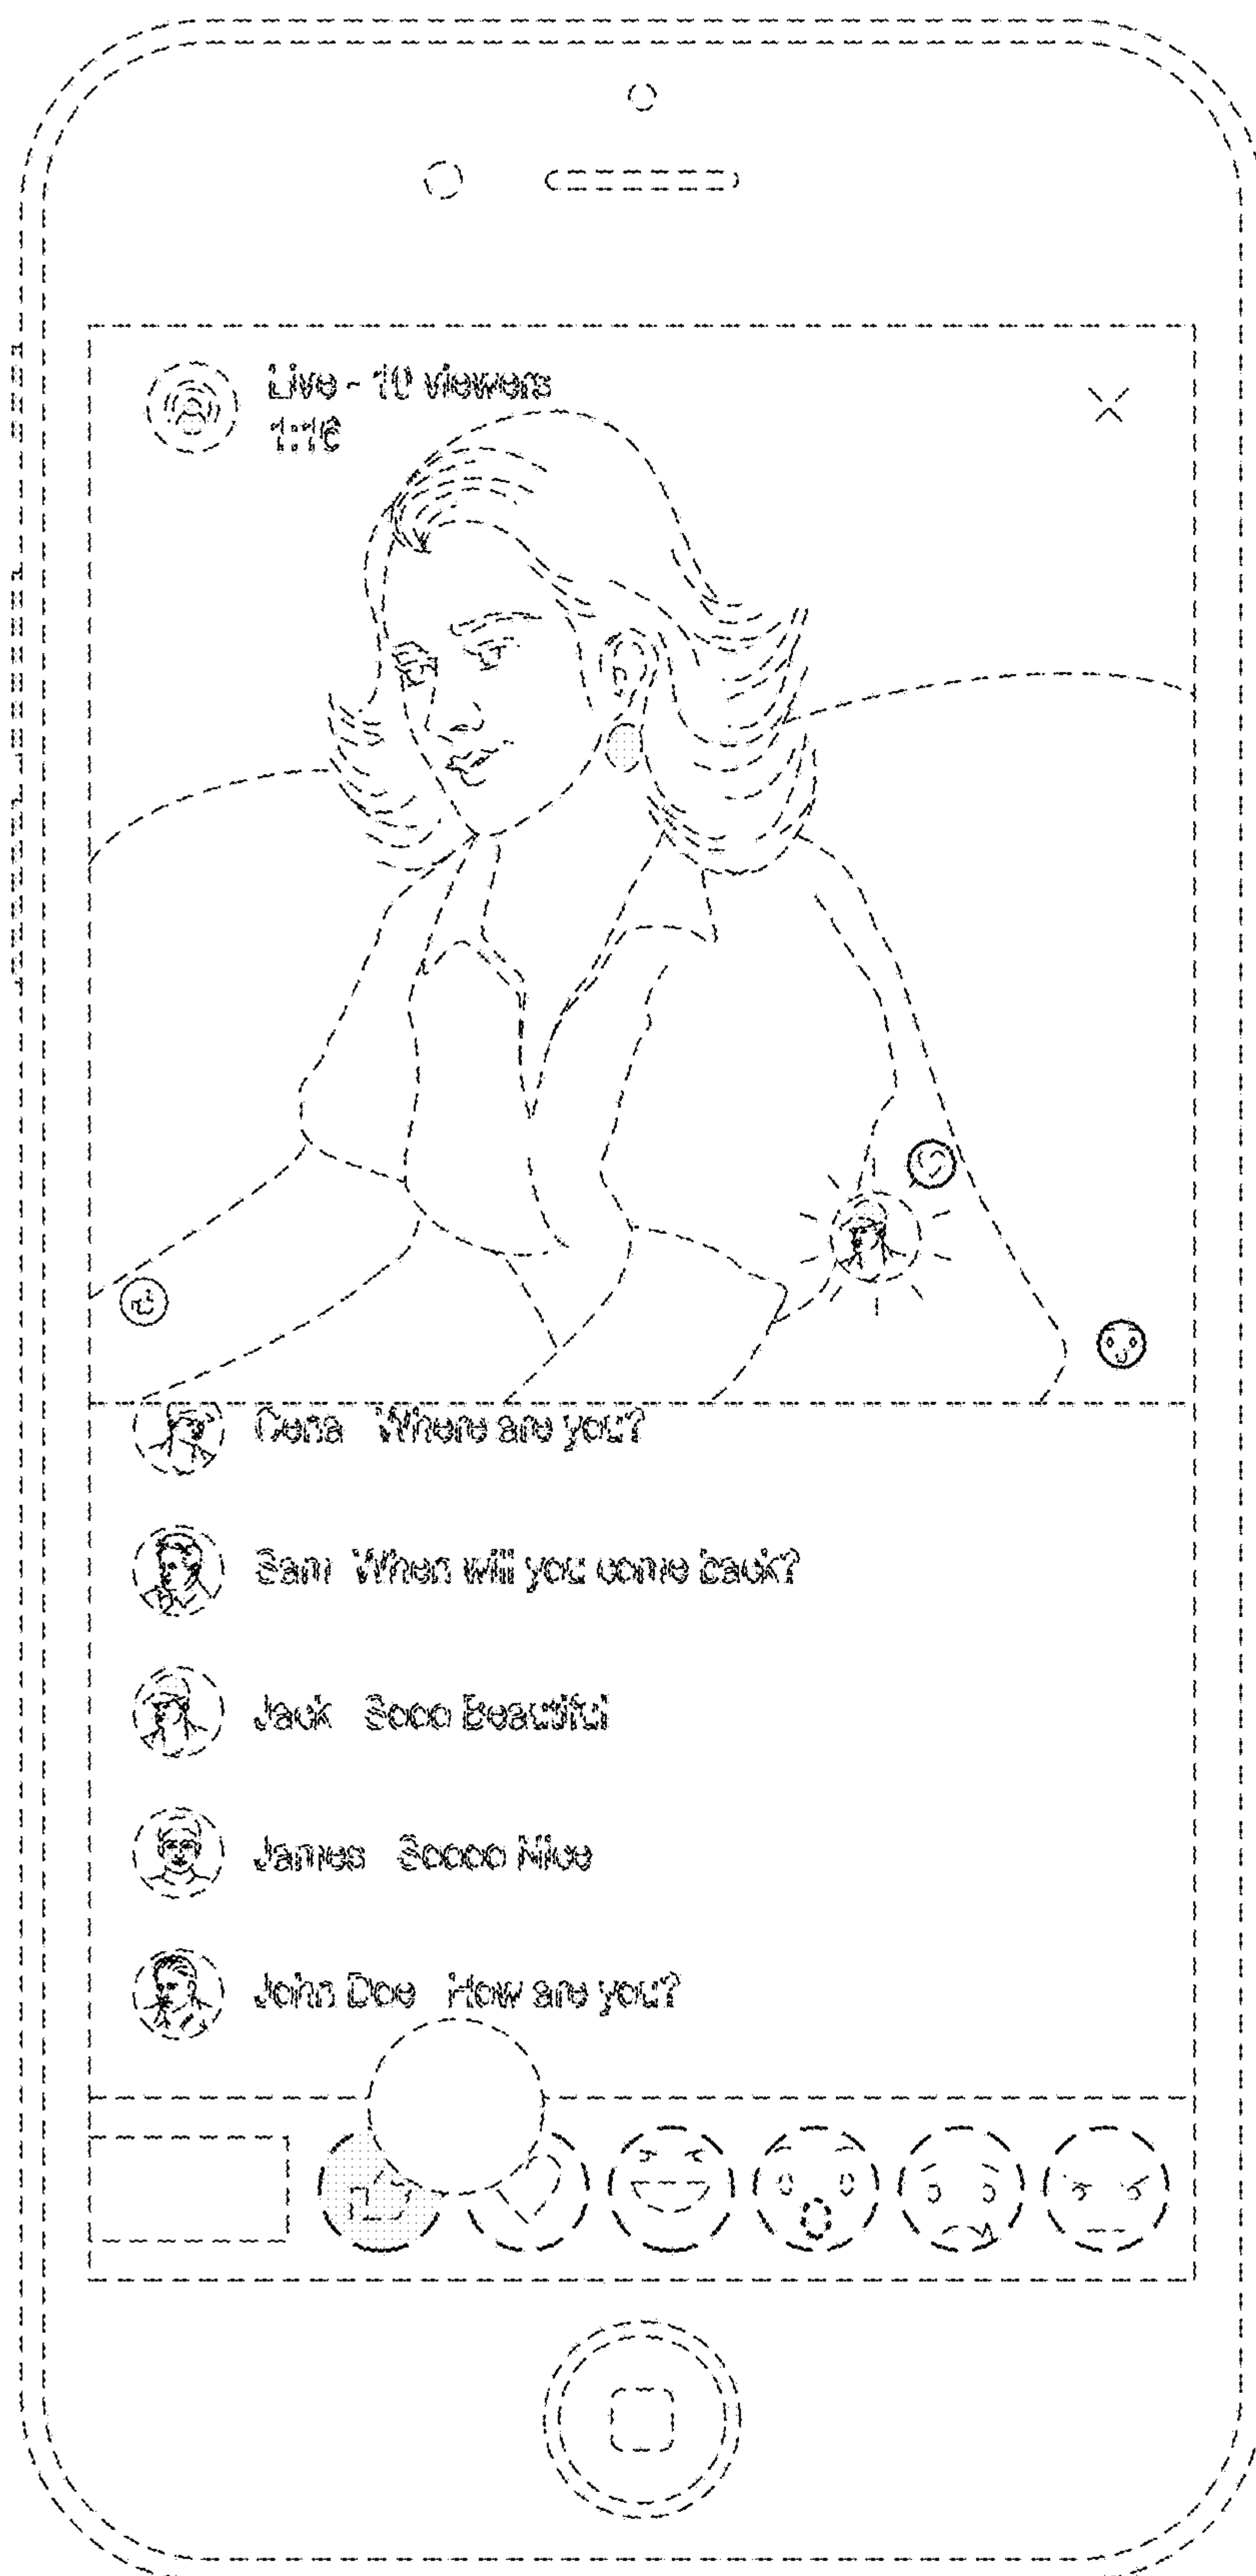 Live - 10 viewers
1:16
Cena Where are you?
Sam When will you come back?
Jack Sooo Beautiful
James Soooo Nice
John Doe How are you?